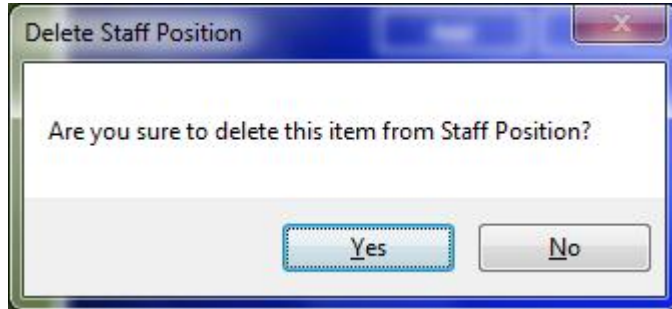 Delete Staff Position
Are you sure to delete this item from Staff Position?
Yes
No